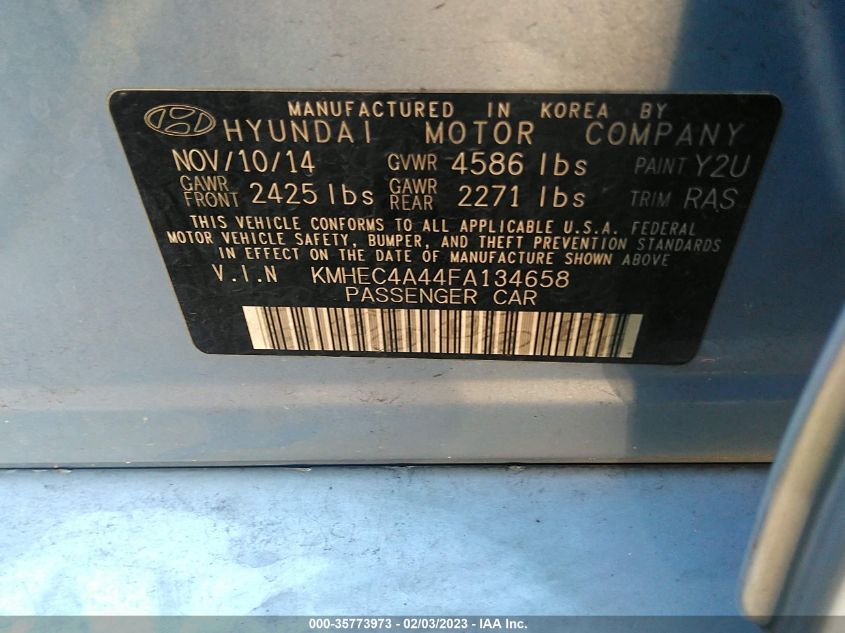 MANUFACTURED IN KOREA BY
HYUNDAI MOTOR COMPANY
NOV/10/14 GVWR 4586 lbs PAINT Y2U
GAWR FRONT 2425 lbs GAWR REAR 2271 lbs TRIM RAS
THIS VEHICLE CONFORMS TO ALL APPLICABLE U.S.A. FEDERAL
MOTOR VEHICLE SAFETY, BUMPER, AND THEFT PREVENTION STANDARDS
IN EFFECT ON THE DATE OF MANUFACTURE SHOWN ABOVE.
V.I.N KMHEC4A44FA134658
PASSENGER CAR
000-35773973 - 02/03/2023 - IAA Inc.